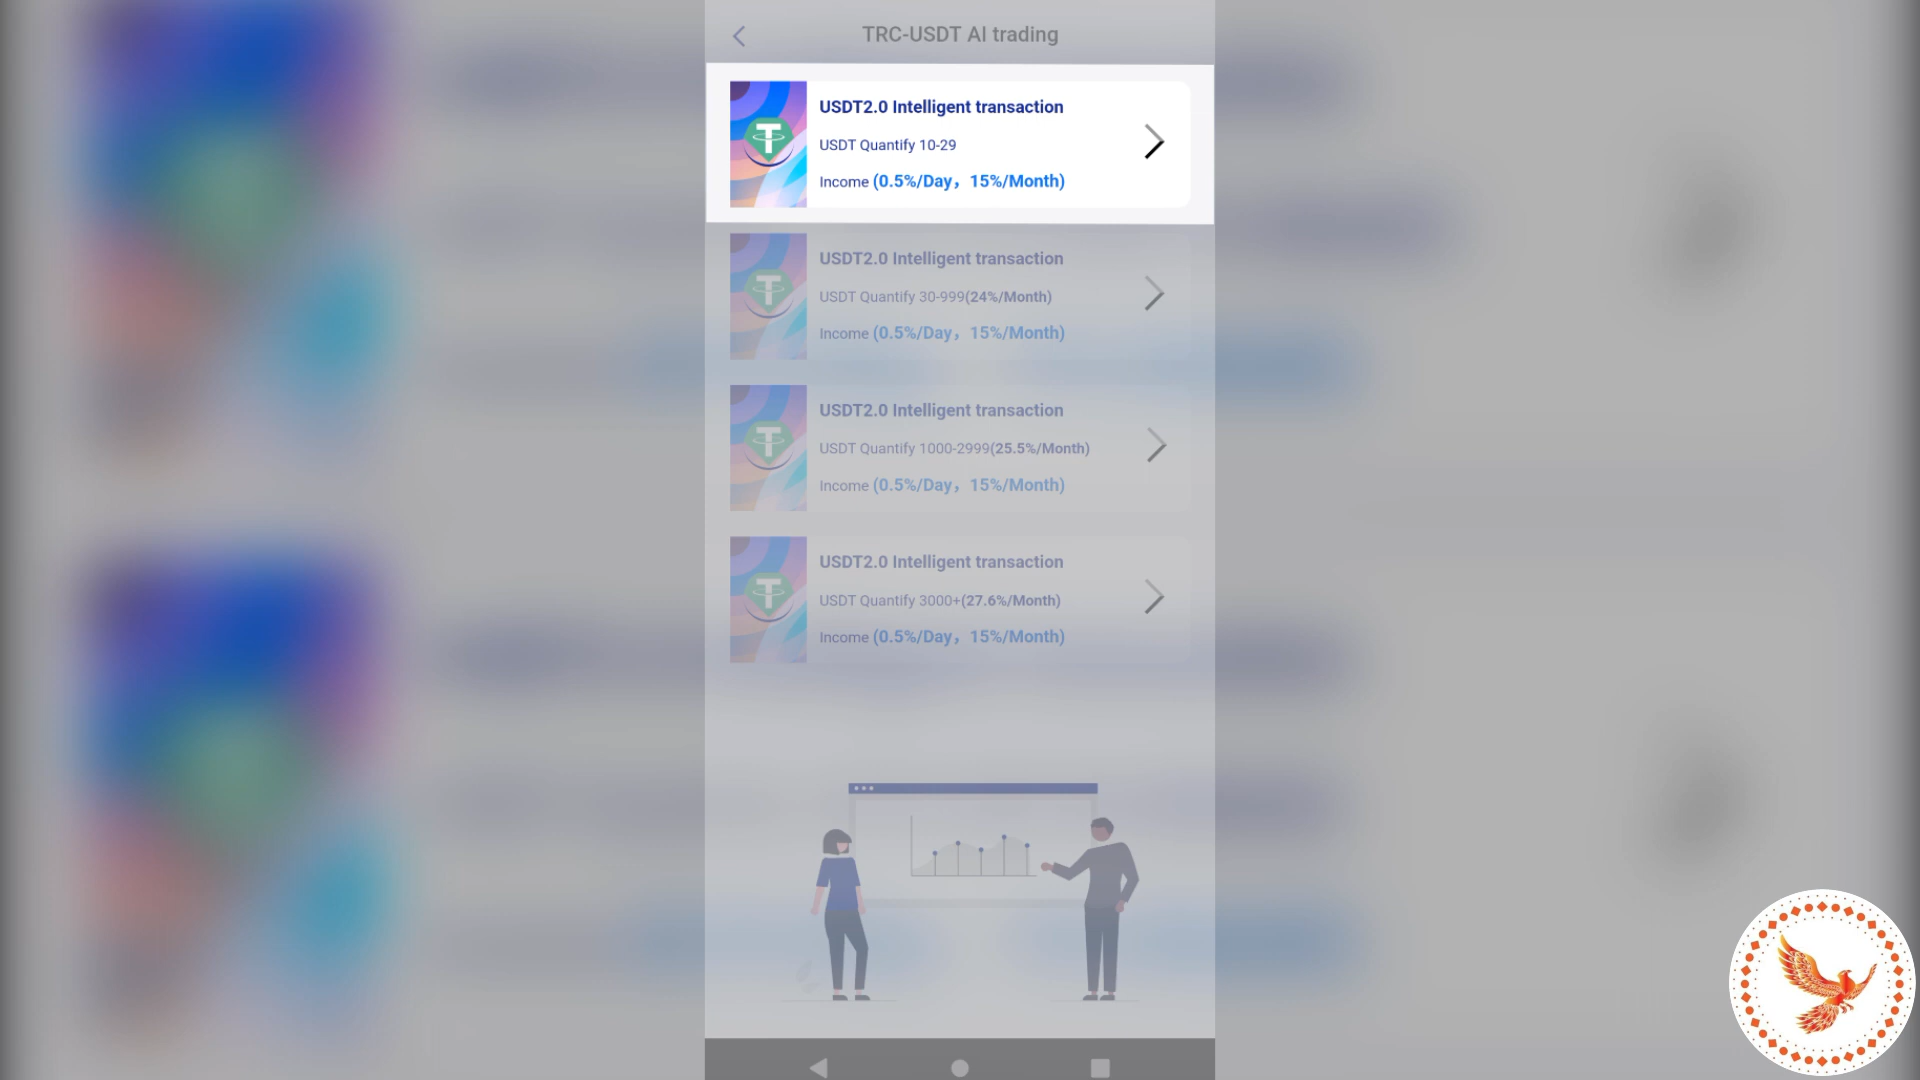 TRC-USDT AI trading
USDT2.0 Intelligent transaction
USDT Quantify 10-29
Income (0.5%/Day，15%/Month)
USDT2.0 Intelligent transaction
USDT Quantify 30-999(24%/Month)
Income (0.5%/Day，15%/Month)
USDT2.0 Intelligent transaction
USDT Quantify 1000-2999(25.5%/Month)
Income (0.5%/Day，15%/Month)
USDT2.0 Intelligent transaction
USDT Quantify 3000+(27.6%/Month)
Income (0.5%/Day，15%/Month)